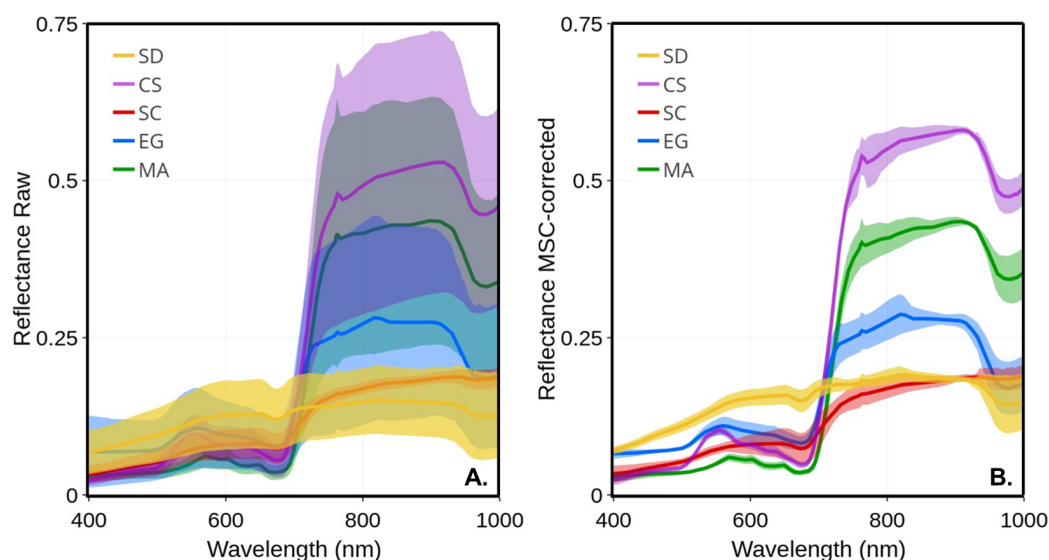 Reflectance Raw
0.75
0.5
0.25
0
SD
CS
SC
EG
MA
A.
400
600
800
1000
Wavelength (nm)
Reflectance MSC-corrected
0.75
0.5
0.25
0
SD
CS
SC
EG
MA
B.
400
600
800
1000
Wavelength (nm)